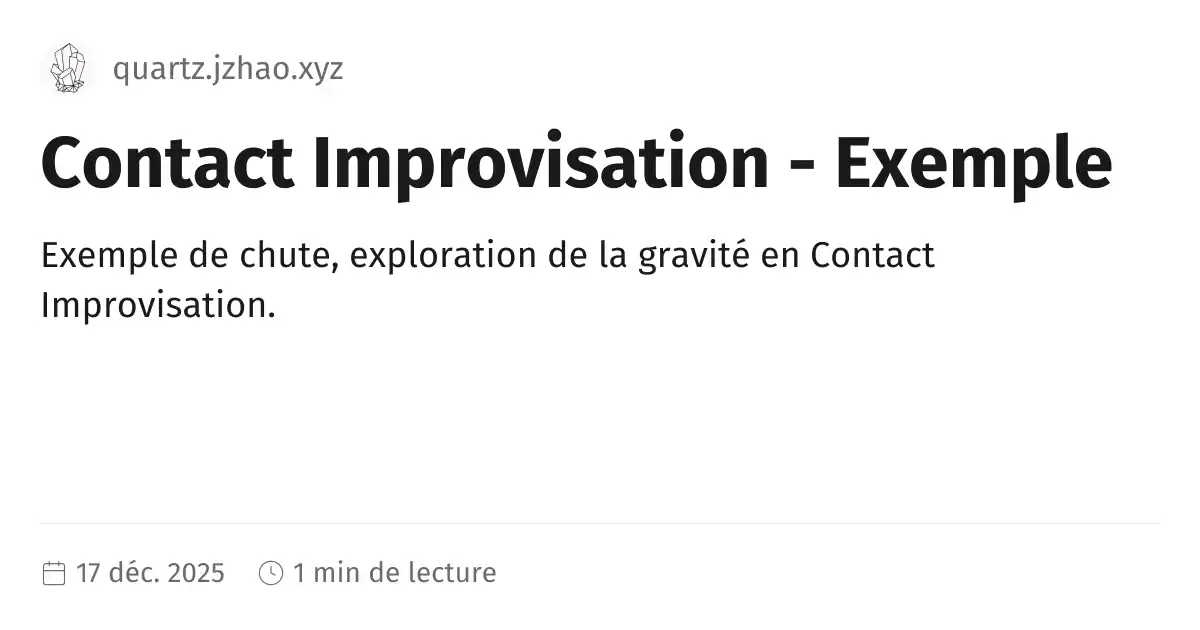 quartz.jzhao.xyz
Contact Improvisation - Exemple
Exemple de chute, exploration de la gravité en Contact
Improvisation.
17 déc. 2025 1 min de lecture